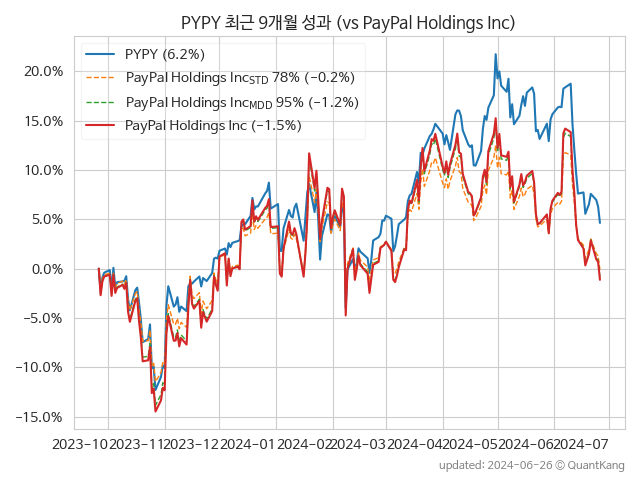 PYPY 최근 9개월 성과 (vs PayPal Holdings Inc)
PYPY (6.2%)
PayPal Holdings IncSTD 78% (−0.2%)
PayPal Holdings IncMDD 95% (−1.2%)
PayPal Holdings Inc (−1.5%)
20.0%
15.0%
10.0%
5.0%
0.0%
−5.0%
−10.0%
−15.0%
2023-10 2023-11 2023-12 2024-01 2024-02 2024-03 2024-04 2024-05 2024-06 2024-07
updated: 2024-06-26 © QuantKang